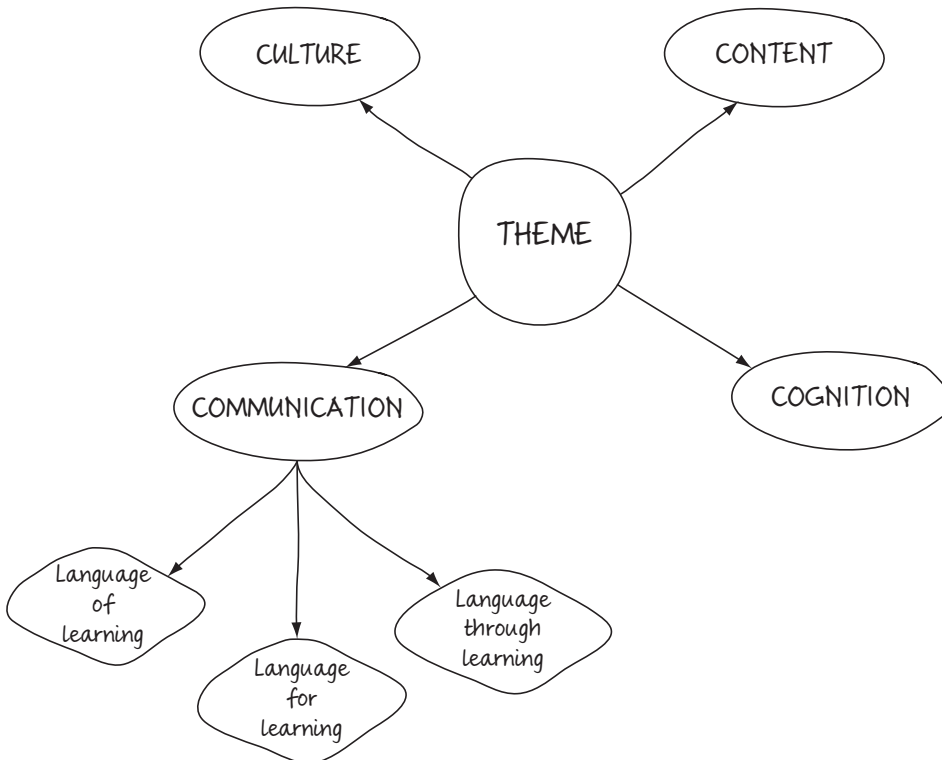 CULTURE
CONTENT
THEME
COMMUNICATION
COGNITION
Language
of
learning
Language
for
learning
Language
through
learning